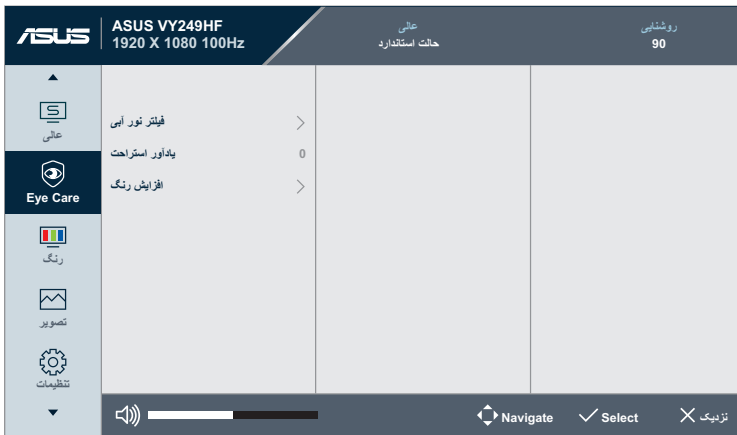 ASUS
ASUS VY249HF
1920 X 1080 100Hz
عالی
حالت استاندارد
روشنایی
90
عالی
Eye Care
رنگ
تصویر
تنظیمات
فیلتر نور آبی
یادآور استراحت
0
افزایش رنگ
Navigate
Select
نزدیک